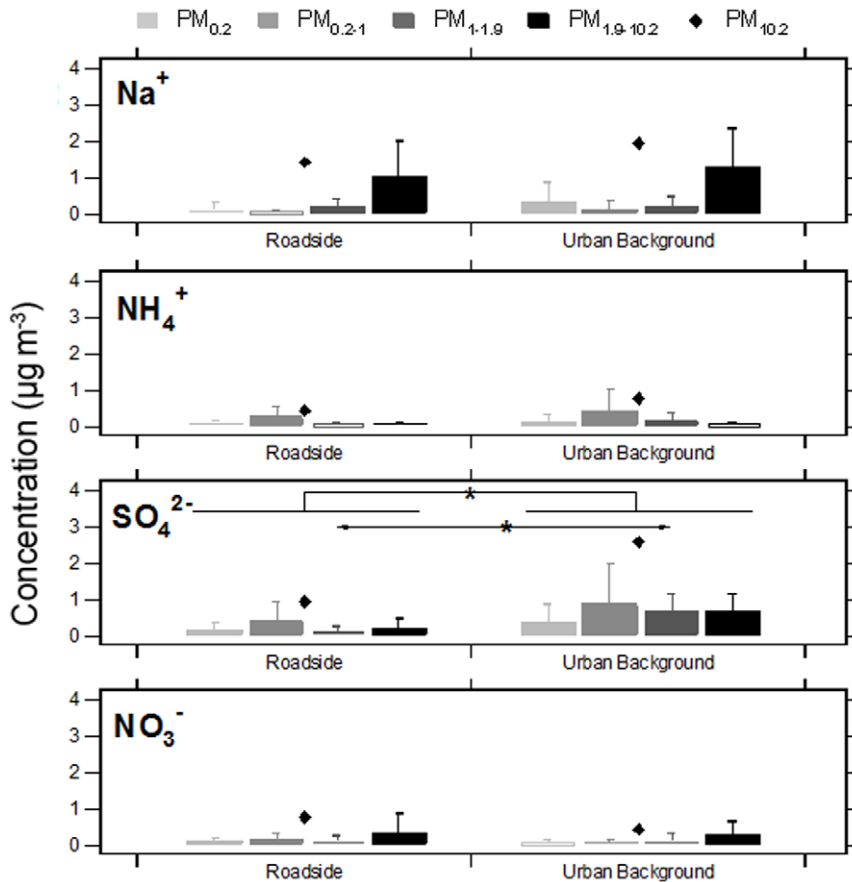 PM0.2 PM0.2-1 PM1-1.9 PM1.9-10.2 PM10.2
Concentration (µg m-3)
Na+
4
3
2
1
0
Roadside Urban Background
NH4+
4
3
2
1
0
Roadside Urban Background
SO42-
4
3
2
1
0
*
*
Roadside Urban Background
NO3-
4
3
2
1
0
Roadside Urban Background